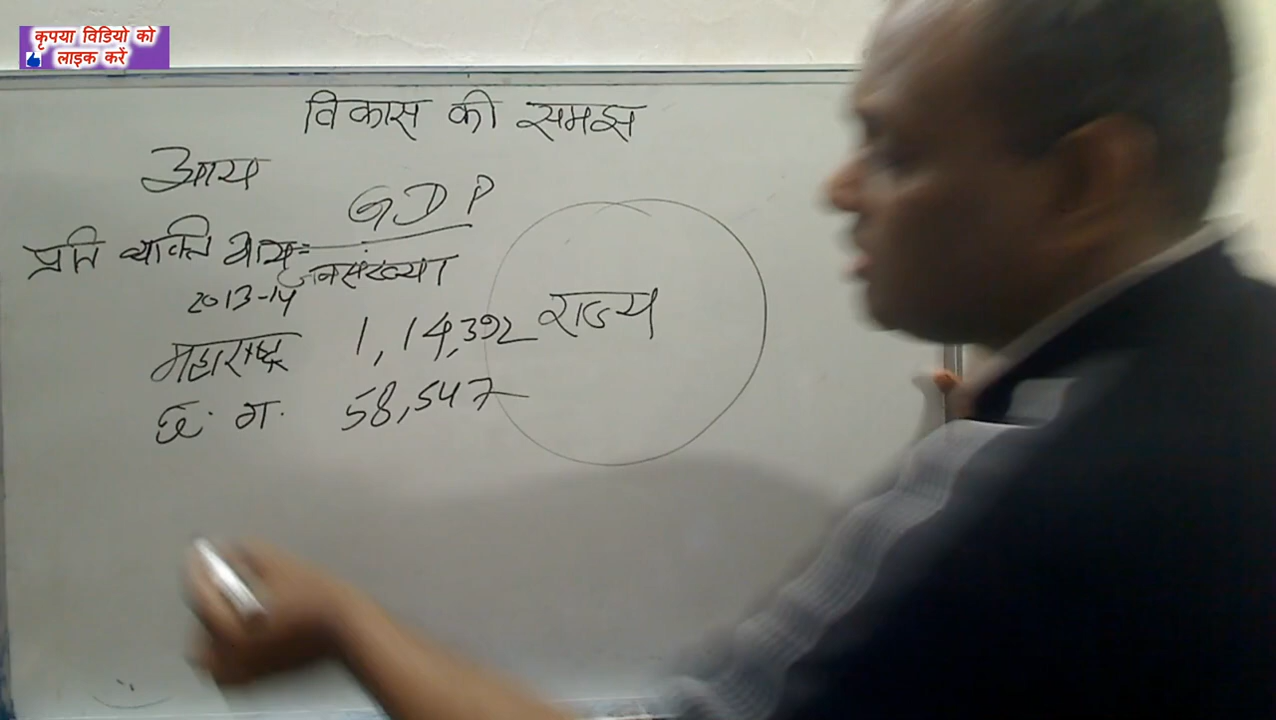 कृपया विडियो को
लाइक करें
विकास की समझ
आय
प्रति व्यक्ति आय = GDP
जनसंख्या
2013-14
महाराष्ट्र 1,14,392 राज्य
छ. ग. 58,547